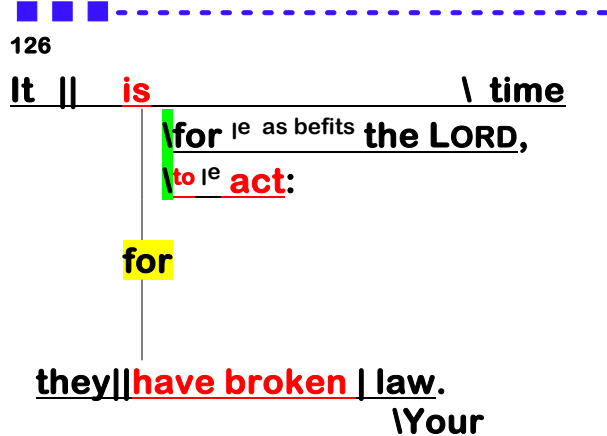 126
It || is \ time
\for le as befits the LORD,
\to le act:
for
they||have broken | law.
\Your